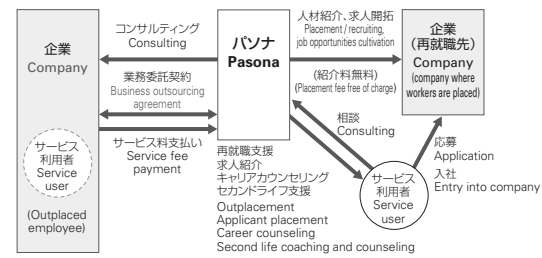 企業
Company
サービス
利用者
Service
user
(Outplaced
employee)
コンサルティング
Consulting
業務委託契約
Business outsourcing
agreement
サービス料支払い
Service fee
payment
パソナ
Pasona
人材紹介、求人開拓
Placement / recruiting,
job opportunities cultivation
(紹介料無料)
(Placement fee free of charge)
相談
Consulting
再就職支援
求人紹介
キャリアカウンセリング
セカンドライフ支援
Outplacement
Applicant placement
Career counseling
Second life coaching and counseling
サービス
利用者
Service
user
企業
(再就職先)
Company
(company where
workers are placed)
応募
Application
入社
Entry into company